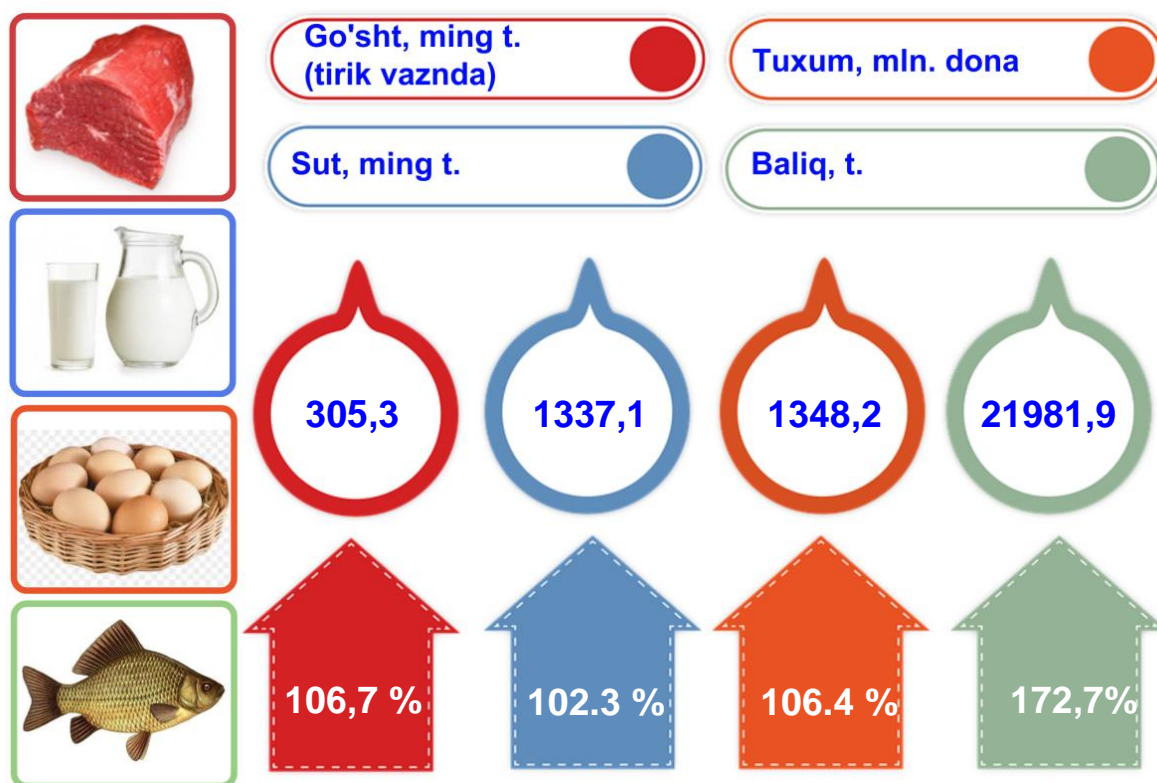 Go'sht, ming t.
(tirik vaznda)
Tuxum, mln. dona
Sut, ming t.
Baliq, t.
305,3
1337,1
1348,2
21981,9
106,7 %
102.3 %
106.4 %
172,7%